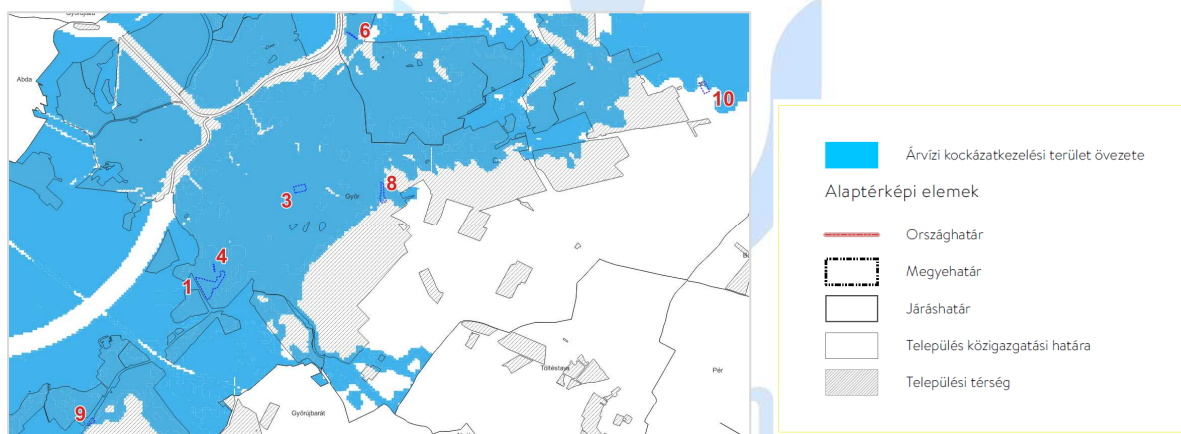 Abda
6
10
8
3
Győr
4
1
Töltéstava
Pér
9
Győrújbarát
Árvízi kockázatkezelési terület övezete
Alaptérképi elemek
Országhatár
Megyehatár
Járáshatár
Település közigazgatási határa
Települési térség